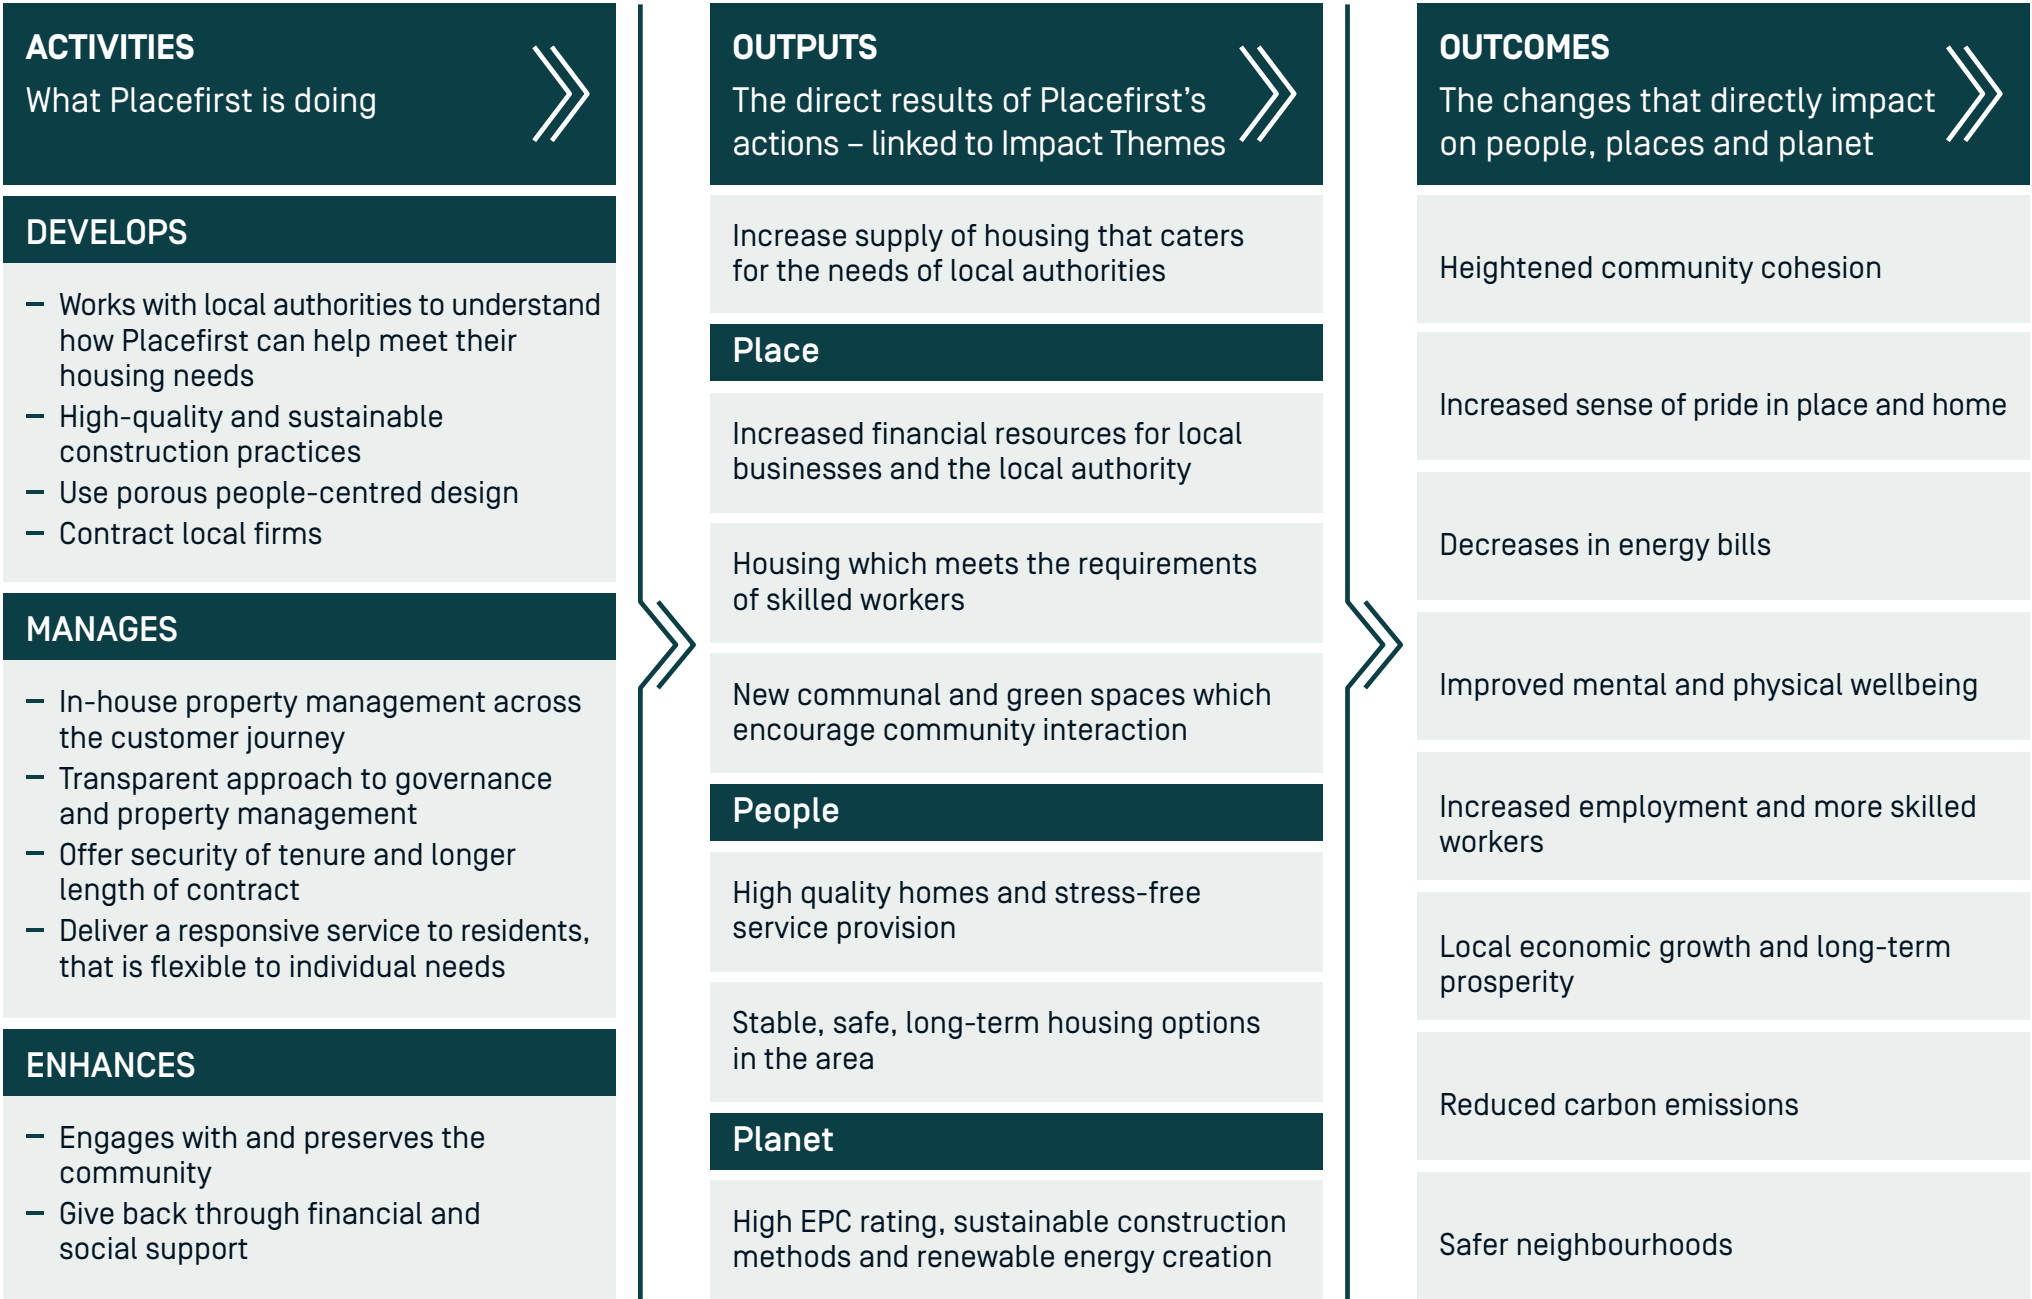 ACTIVITIES
What Placefirst is doing
DEVELOPS
– Works with local authorities to understand
how Placefirst can help meet their
housing needs
– High-quality and sustainable
construction practices
– Use porous people-centred design
– Contract local firms
MANAGES
– In-house property management across
the customer journey
– Transparent approach to governance
and property management
– Offer security of tenure and longer
length of contract
– Deliver a responsive service to residents,
that is flexible to individual needs
ENHANCES
– Engages with and preserves the
community
– Give back through financial and
social support
OUTPUTS
The direct results of Placefirst's
actions – linked to Impact Themes
Increase supply of housing that caters
for the needs of local authorities
Place
Increased financial resources for local
businesses and the local authority
Housing which meets the requirements
of skilled workers
New communal and green spaces which
encourage community interaction
People
High quality homes and stress-free
service provision
Stable, safe, long-term housing options
in the area
Planet
High EPC rating, sustainable construction
methods and renewable energy creation
OUTCOMES
The changes that directly impact
on people, places and planet
Heightened community cohesion
Increased sense of pride in place and home
Decreases in energy bills
Improved mental and physical wellbeing
Increased employment and more skilled
workers
Local economic growth and long-term
prosperity
Reduced carbon emissions
Safer neighbourhoods